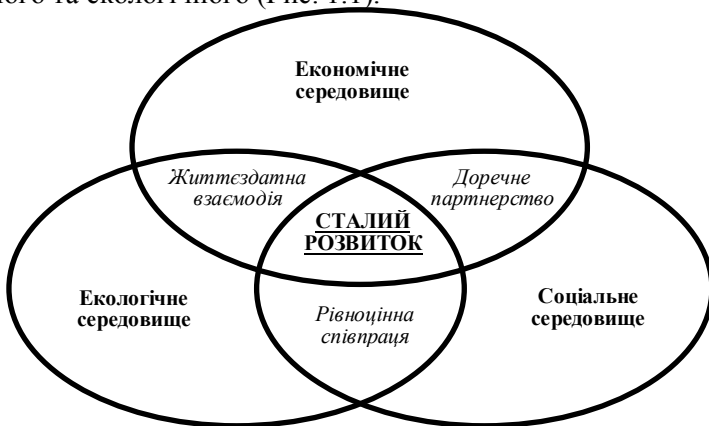 ного та екологічного (Рис. 1.1).
Економічне
середовище
Життєздатна
взаємодія
Доречне
партнерство
СТАЛИЙ
РОЗВИТОК
Екологічне
середовище
Рівноцінна
співпраця
Соціальне
середовище